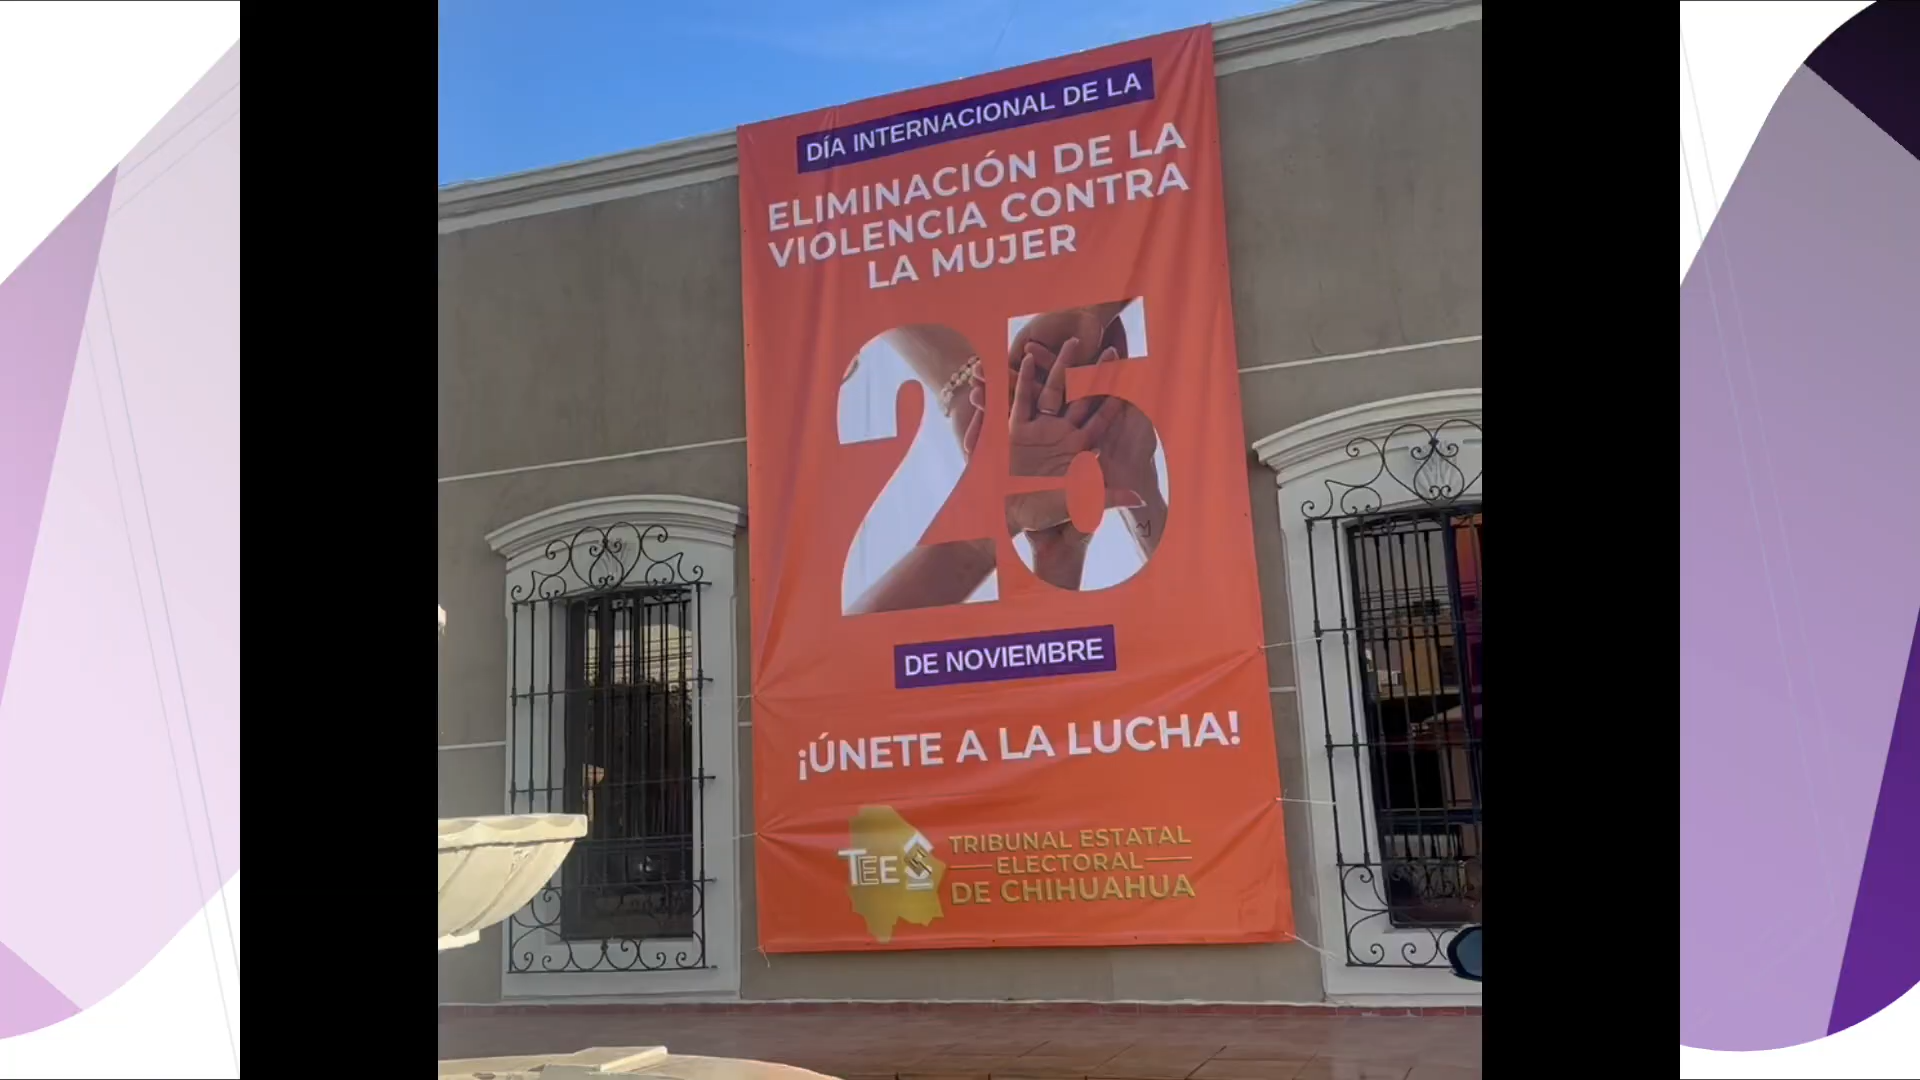 DÍA INTERNACIONAL DE LA
ELIMINACIÓN DE LA
VIOLENCIA CONTRA
LA MUJER
25
DE NOVIEMBRE
¡ÚNETE A LA LUCHA!
TEE
TRIBUNAL ESTATAL
ELECTORAL
DE CHIHUAHUA